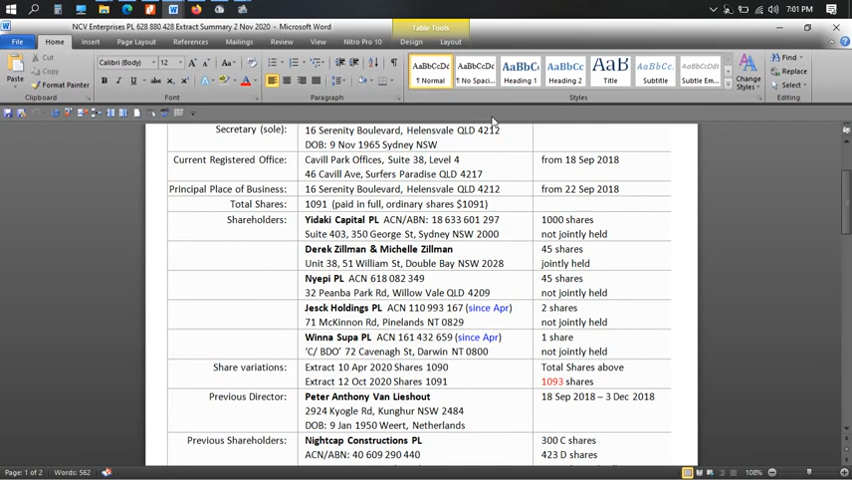 7:01 PM
NCV Enterprises PL 628 880 428 Extract Summary 2 Nov 2020 - Microsoft Word
Table Tools
File Home Insert Page Layout References Mailings Review View Nitro Pro 10 Design Layout
Cut
Copy
Format Painter
Paste
Clipboard
Calibri (Body) 12
Font
Paragraph
AaBbCcDc AaBbCcDc AaBbCc AaBbCc AaB AaBbCcL AaBbCcDd
¶ Normal ¶ No Spaci... Heading 1 Heading 2 Title Subtitle Subtle Em...
Styles
Change Styles
Find
Replace
Select
Editing
Secretary (sole): 16 Serenity Boulevard, Helensvale QLD 4212
DOB: 9 Nov 1965 Sydney NSW
Current Registered Office: Cavill Park Offices, Suite 38, Level 4 from 18 Sep 2018
46 Cavill Ave, Surfers Paradise QLD 4217
Principal Place of Business: 16 Serenity Boulevard, Helensvale QLD 4212 from 22 Sep 2018
Total Shares: 1091 (paid in full, ordinary shares $1091)
Shareholders: Yidaki Capital PL ACN/ABN: 18 633 601 297 1000 shares
Suite 403, 350 George St, Sydney NSW 2000 not jointly held
Derek Zillman & Michelle Zillman 45 shares
Unit 38, 51 William St, Double Bay NSW 2028 jointly held
Nyepi PL ACN 618 082 349 45 shares
32 Peanba Park Rd, Willow Vale QLD 4209 not jointly held
Jesck Holdings PL ACN 110 993 167 (since Apr) 2 shares
71 McKinnon Rd, Pinelands NT 0829 not jointly held
Winna Supa PL ACN 161 432 659 (since Apr) 1 share
'C/ BDO' 72 Cavenagh St, Darwin NT 0800 not jointly held
Share variations: Extract 10 Apr 2020 Shares 1090 Total Shares above
Extract 12 Oct 2020 Shares 1091 1093 shares
Previous Director: Peter Anthony Van Lieshout 18 Sep 2018 – 3 Dec 2018
2924 Kyogle Rd, Kunghur NSW 2484
DOB: 9 Jan 1950 Weert, Netherlands
Previous Shareholders: Nightcap Constructions PL 300 C shares
ACN/ABN: 40 609 290 440 423 D shares
Page: 1 of 2 Words: 562 108%